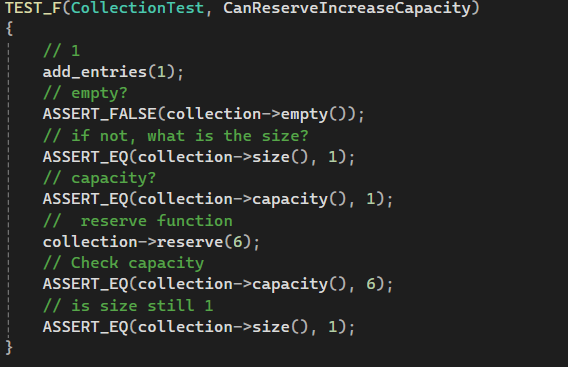 TEST_F(CollectionTest, CanReserveIncreaseCapacity)
{
    // 1
    add_entries(1);
    // empty?
    ASSERT_FALSE(collection->empty());
    // if not, what is the size?
    ASSERT_EQ(collection->size(), 1);
    // capacity?
    ASSERT_EQ(collection->capacity(), 1);
    //  reserve function
    collection->reserve(6);
    // Check capacity
    ASSERT_EQ(collection->capacity(), 6);
    // is size still 1
    ASSERT_EQ(collection->size(), 1);
}